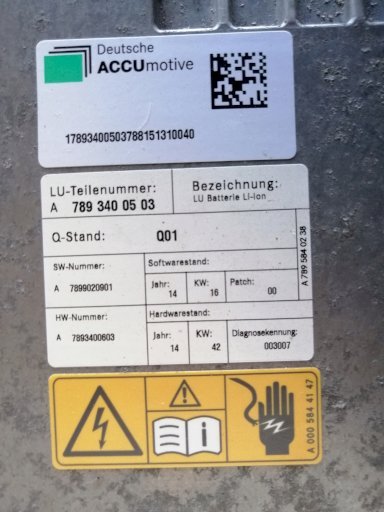 Deutsche
ACCUmotive
17893400503788151310040
LU-Teilenummer:
A 789 340 05 03
Bezeichnung:
LU Batterie Li-Ion
Q-Stand: Q01
SW-Nummer:
A 7899020901
Softwarestand:
Jahr: 14
KW: 16
Patch: 00
HW-Nummer:
A 7893400603
Hardwarestand:
Jahr: 14
KW: 42
Diagnosekennung:
003007
A 789 584 02 38
A 000 584 41 47